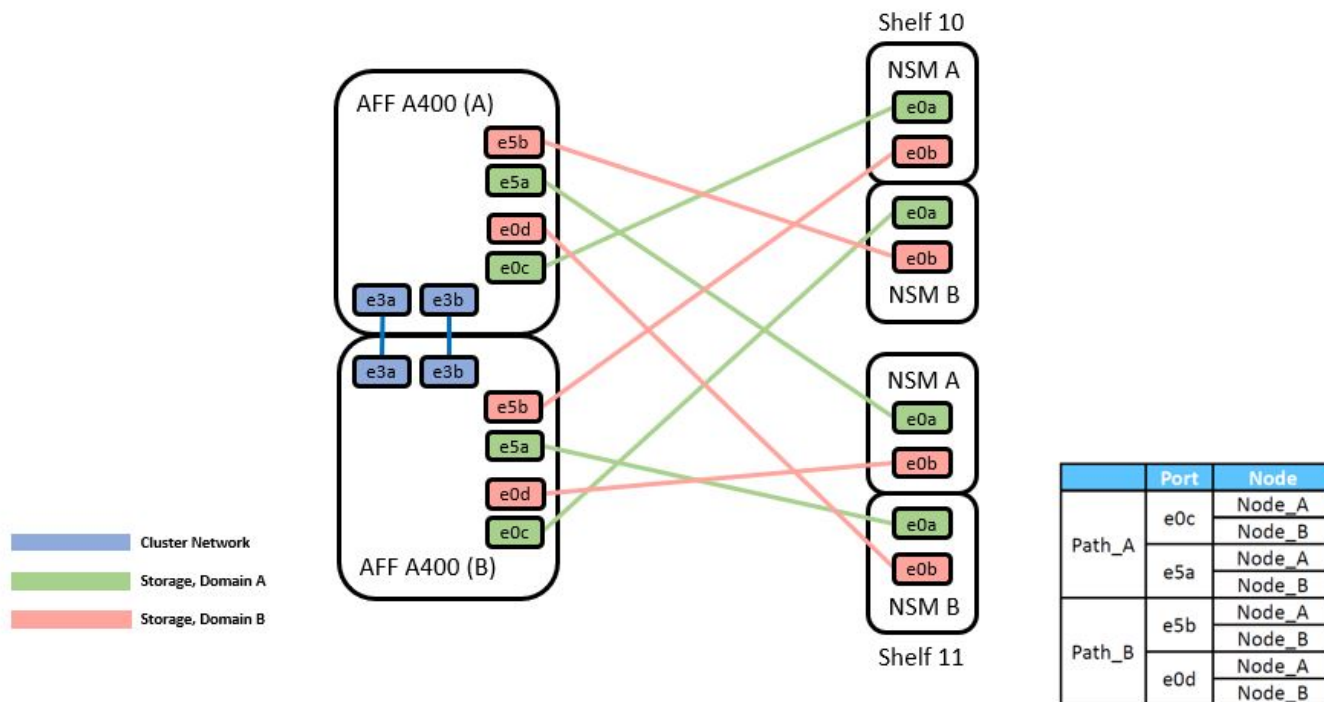 Shelf 10
AFF A400 (A)
e5b
e5a
e0d
e0c
e3a e3b
e3a e3b
e5b
e5a
e0d
e0c
AFF A400 (B)
NSM A
e0a
e0b
e0a
e0b
NSM B
NSM A
e0a
e0b
e0a
e0b
NSM B
Shelf 11
Cluster Network
Storage, Domain A
Storage, Domain B
Port Node
Path_A e0c Node_A
Node_B
e5a Node_A
Node_B
Path_B e5b Node_A
Node_B
e0d Node_A
Node_B